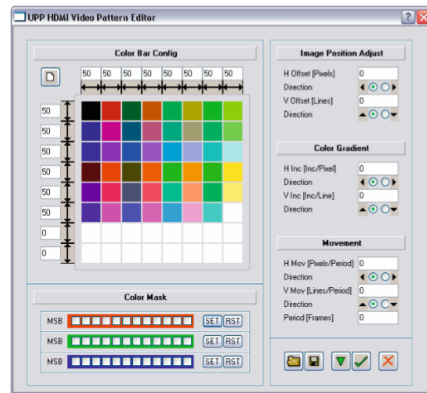 UPP HDMI Video Pattern Editor
Color Bar Config
50 50 50 50 50 50 50
50
50
50
50
50
50
0
0
Color Mask
MSB SET RST
MSB SET RST
MSB SET RST
Image Position Adjust
H Offset [Pixels] 0
Direction
V Offset [Lines] 0
Direction
Color Gradient
H Inc [Inc/Pixel] 0
Direction
V Inc [Inc/Line] 0
Direction
Movement
H Mov [Pixels/Period] 0
Direction
V Mov [Lines/Period] 0
Direction
Period [Frames] 0